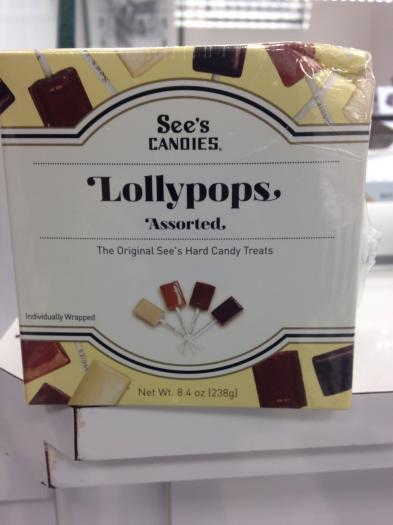 See's
CANDIES®
Lollypops
Assorted
The Original See's Hard Candy Treats
Individually Wrapped
Net Wt. 8.4 oz (238g)